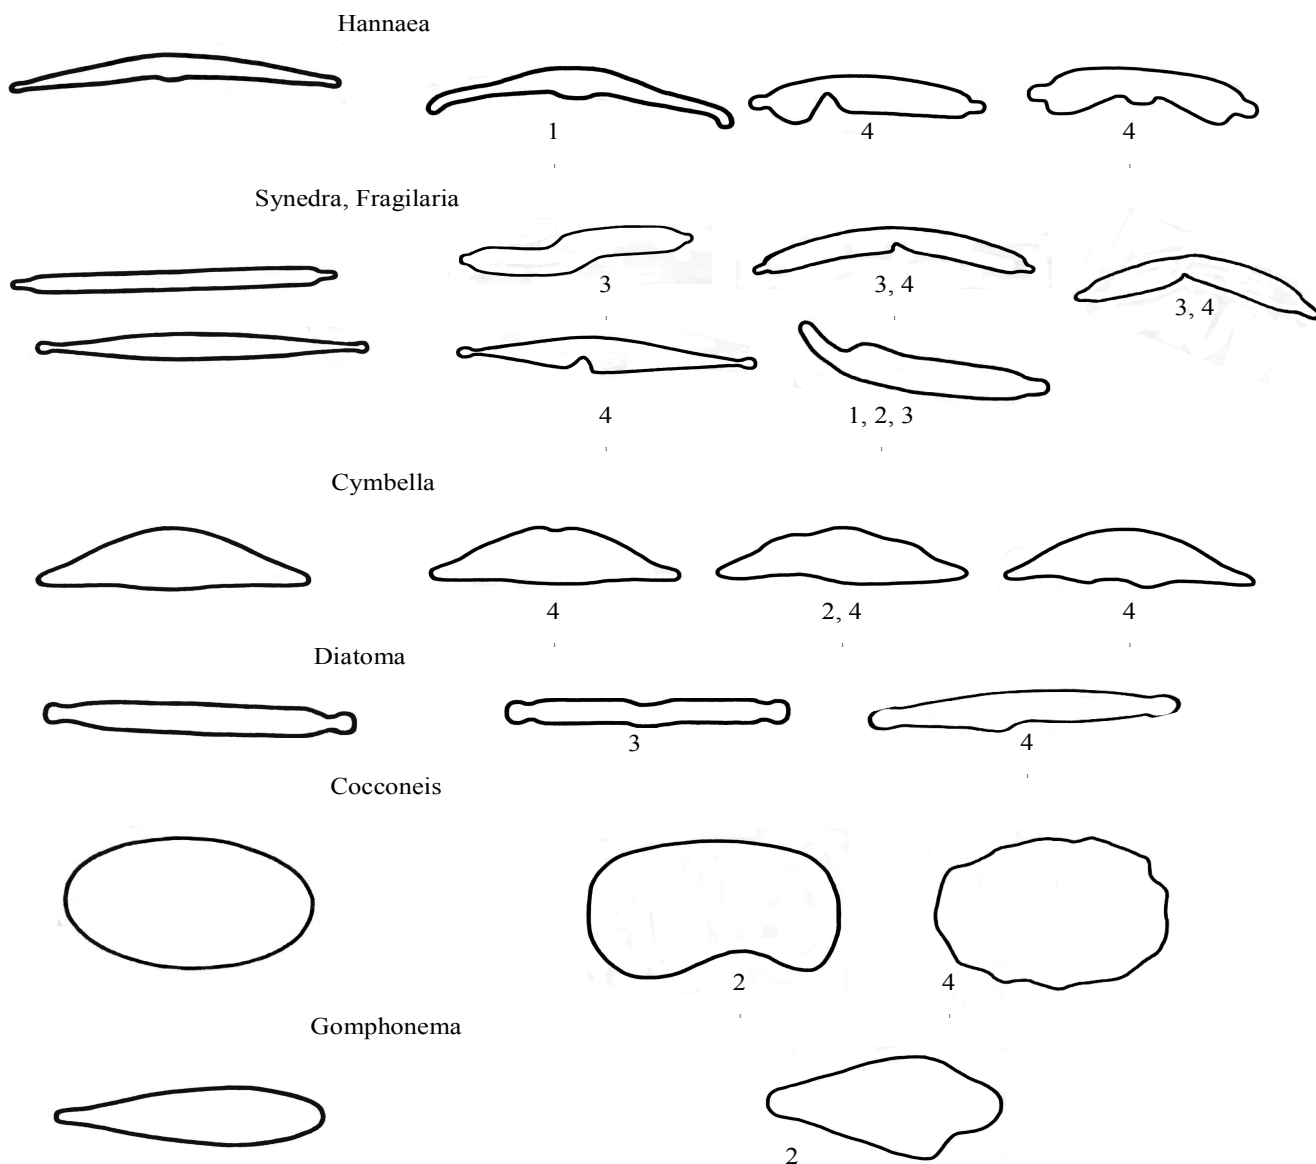 Hannaea
1
4
4
Synedra, Fragilaria
3
3, 4
3, 4
4
1, 2, 3
Cymbella
4
2, 4
4
Diatoma
3
4
Cocconeis
2
4
Gomphonema
2